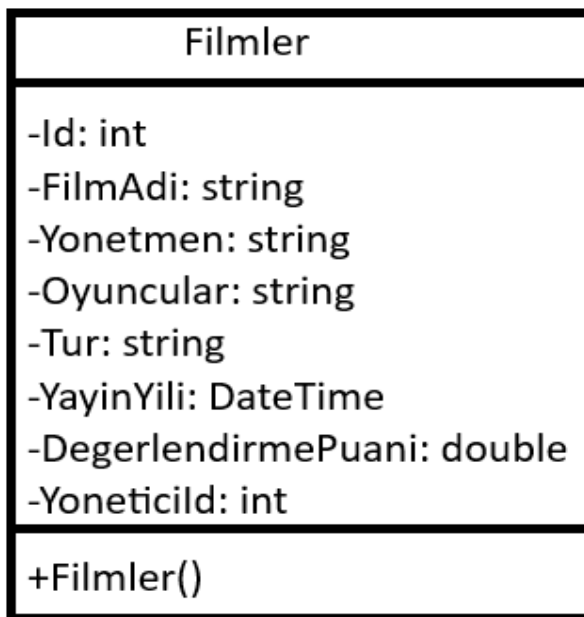 Filmler
-Id: int
-FilmAdi: string
-Yonetmen: string
-Oyuncular: string
-Tur: string
-YayinYili: DateTime
-DegerlendirmePuani: double
-YoneticiId: int
+Filmler()